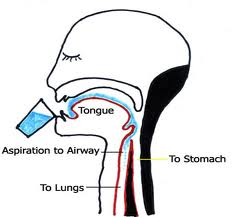 Tongue
Aspiration to Airway
To Stomach
To Lungs